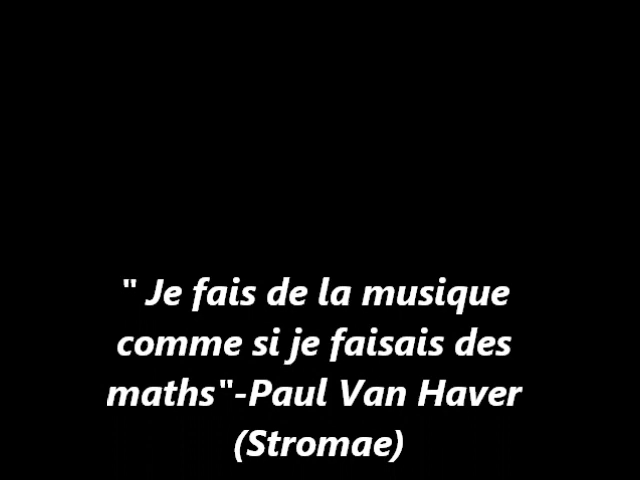 " Je fais de la musique
comme si je faisais des
maths"-Paul Van Haver
(Stromae)